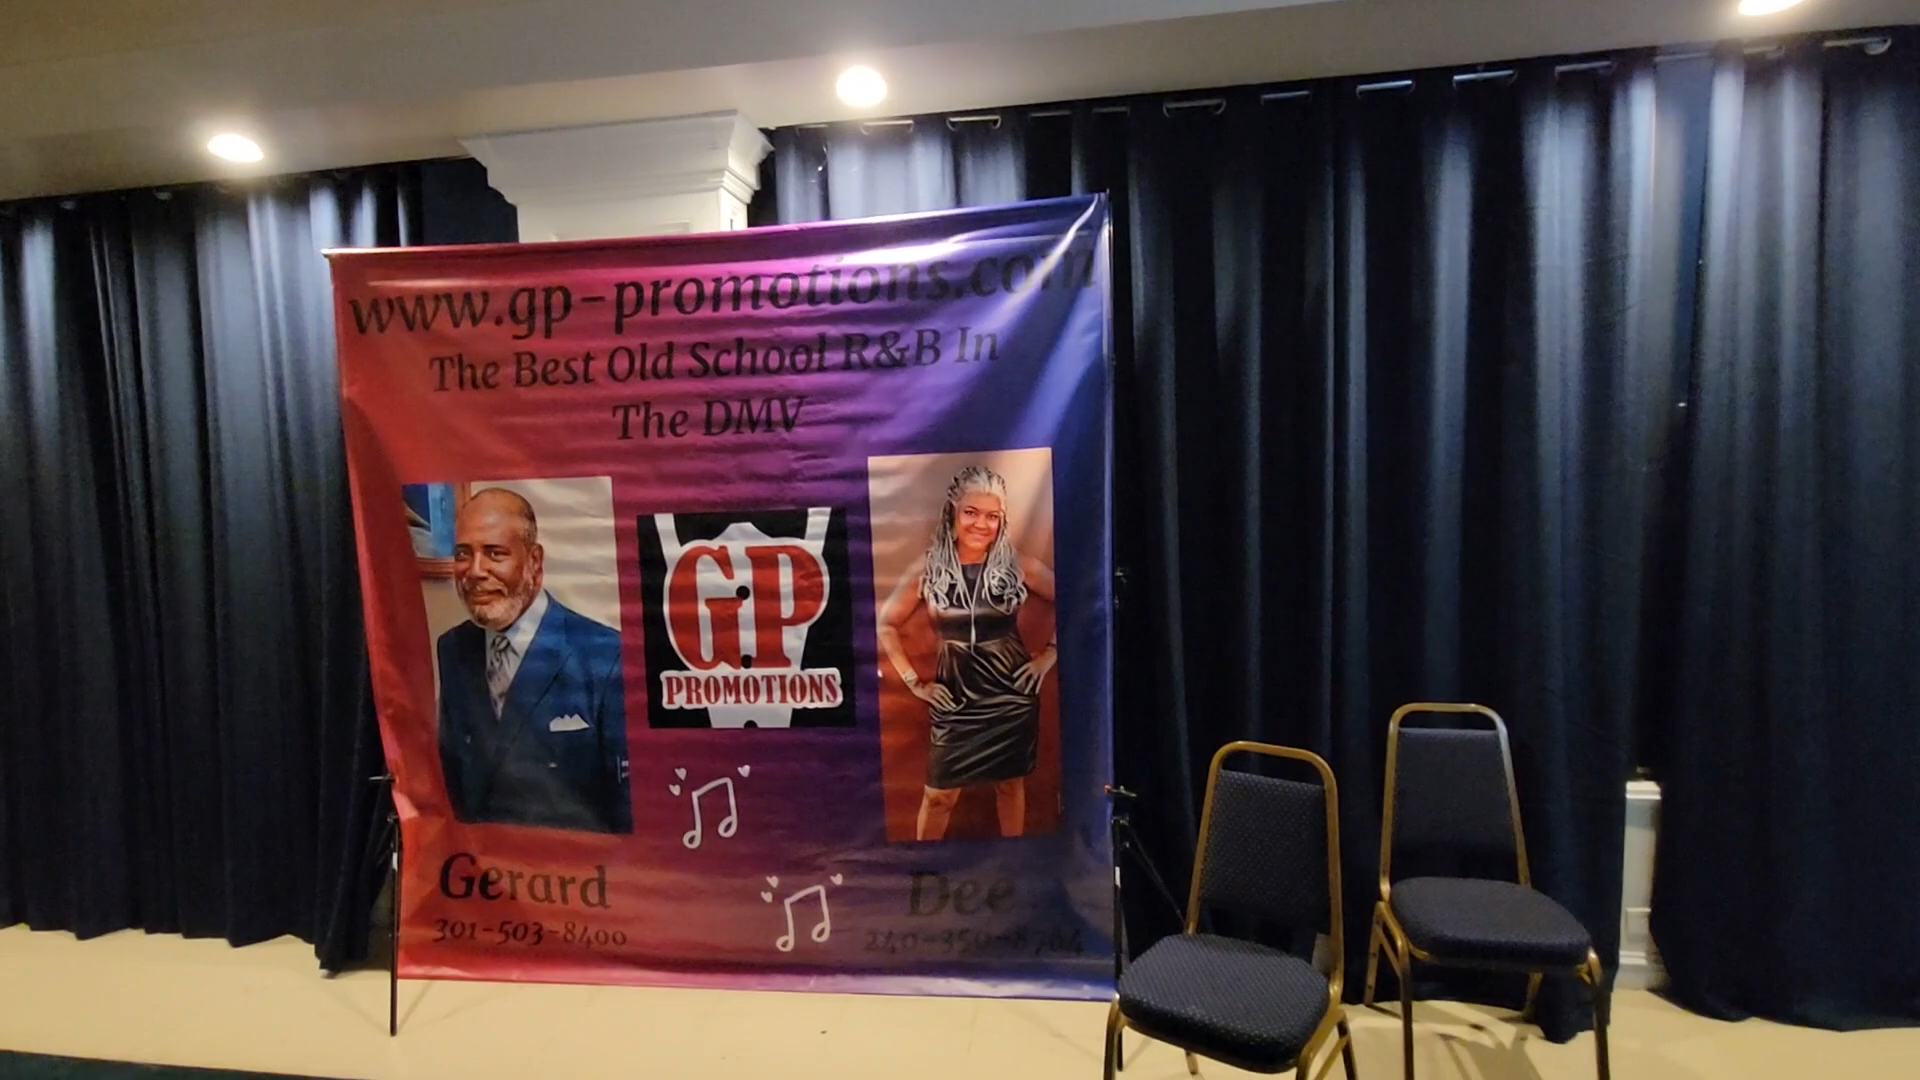 www.gp-promotions.com
The Best Old School R&B In
The DMV
G.P
PROMOTIONS
Gerard
301-503-8400
Dee